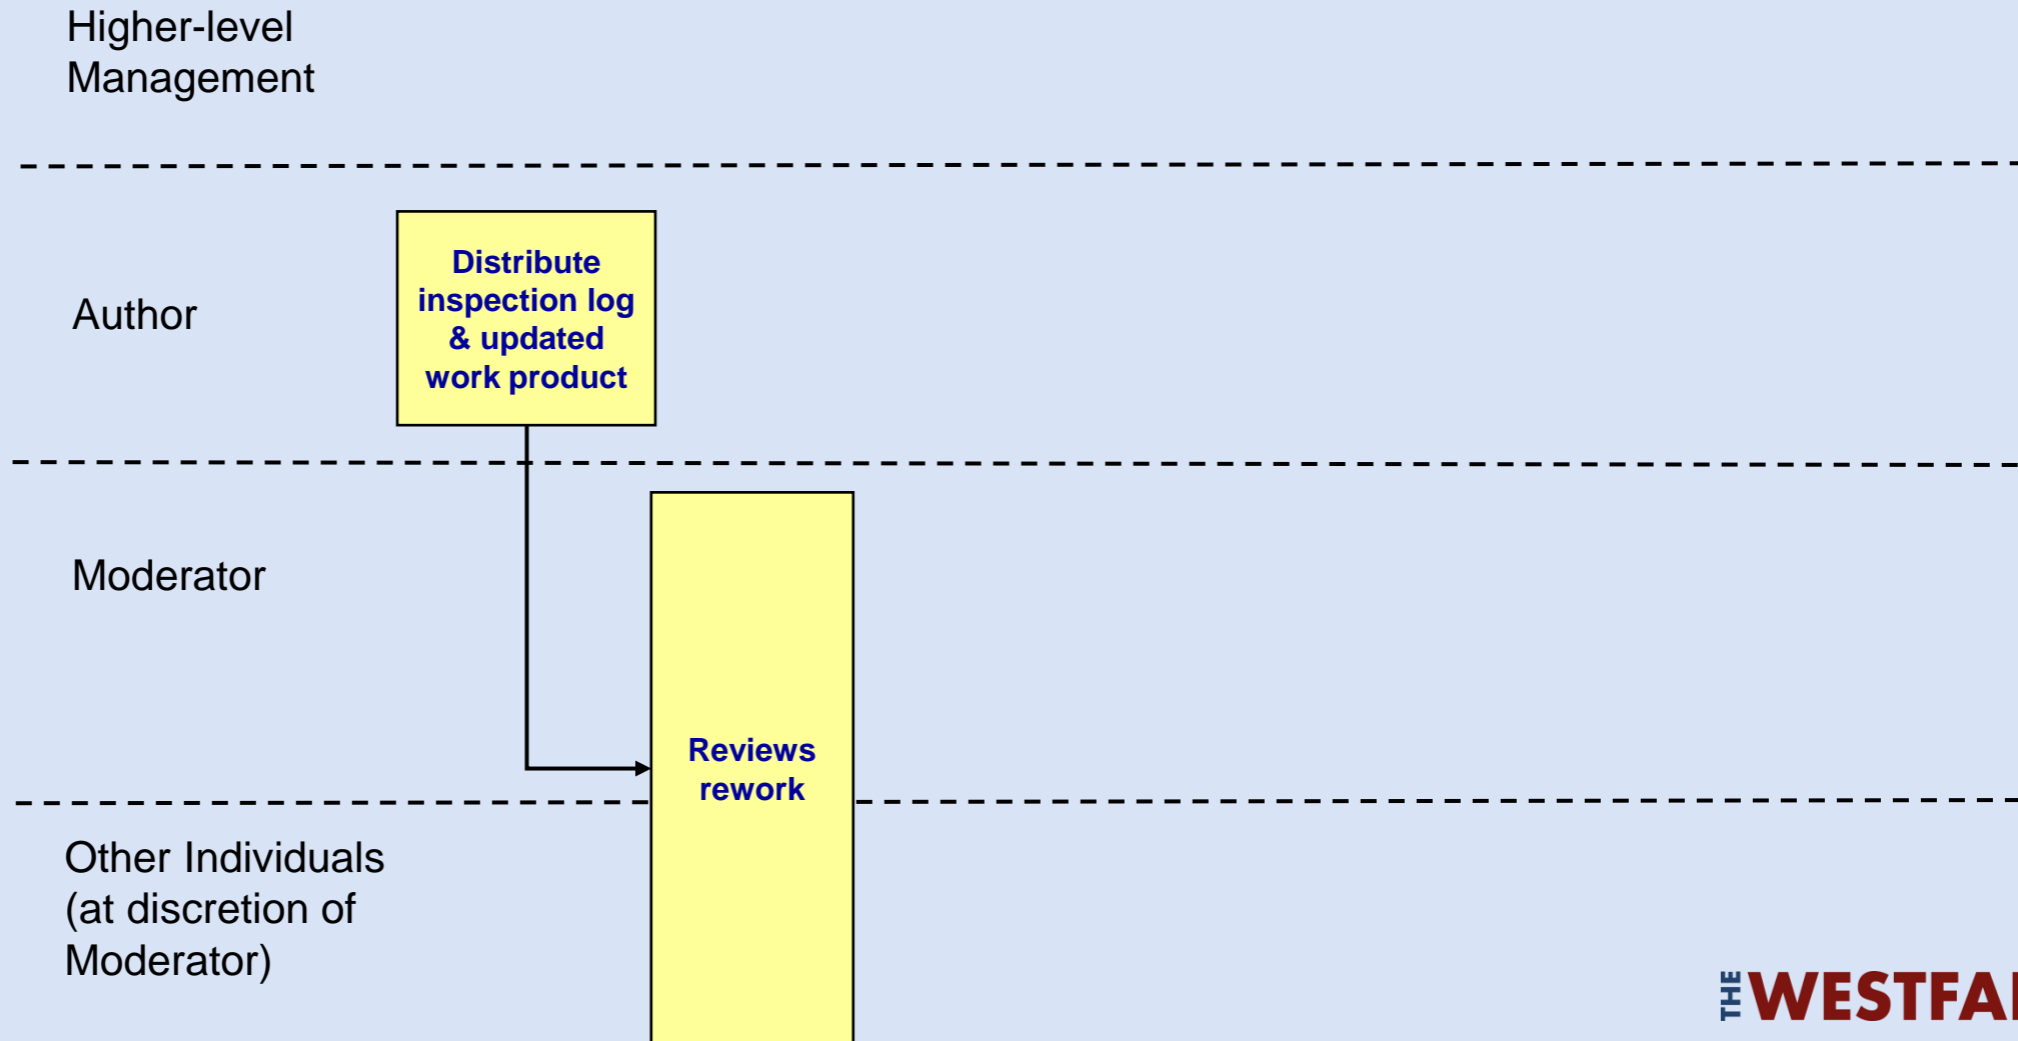 Higher-level
Management
Distribute
inspection log
& updated
work product
Author
Moderator
Reviews
rework
Other Individuals
(at discretion of
Moderator)
THE